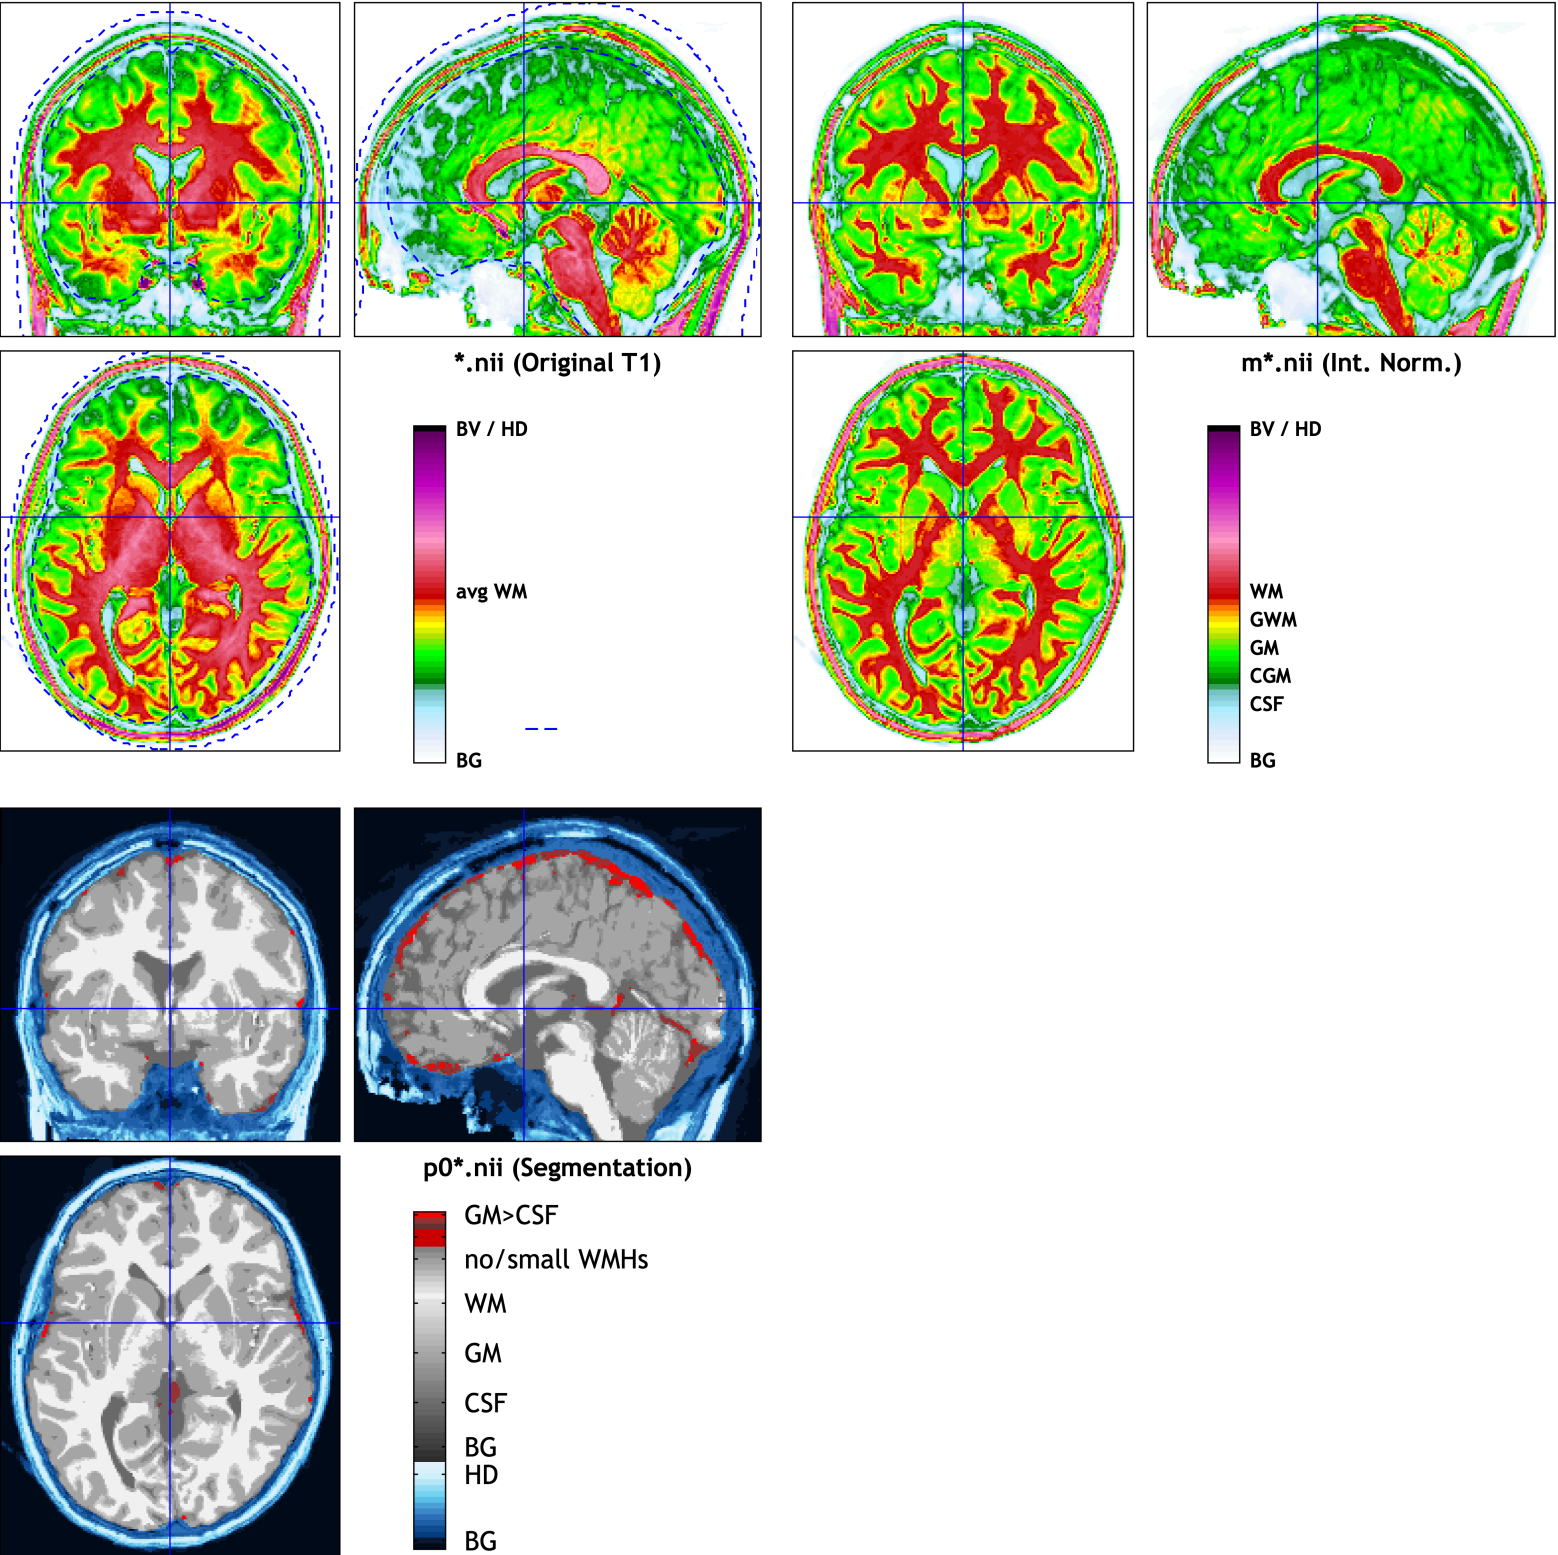 *.nii (Original T1)
BV / HD
avg WM
BG
m*.nii (Int. Norm.)
BV / HD
WM
GWM
GM
CGM
CSF
BG
p0*.nii (Segmentation)
GM>CSF
no/small WMHs
WM
GM
CSF
BG
HD
BG